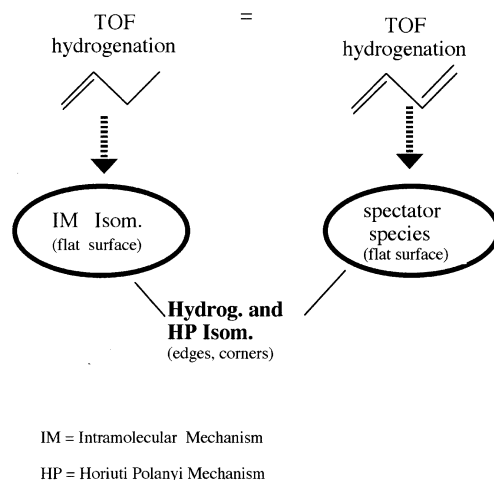 TOF
hydrogenation
=
TOF
hydrogenation
IM Isom.
(flat surface)
spectator
species
(flat surface)
Hydrog. and
HP Isom.
(edges, corners)
IM = Intramolecular Mechanism
HP = Horiuti Polanyi Mechanism